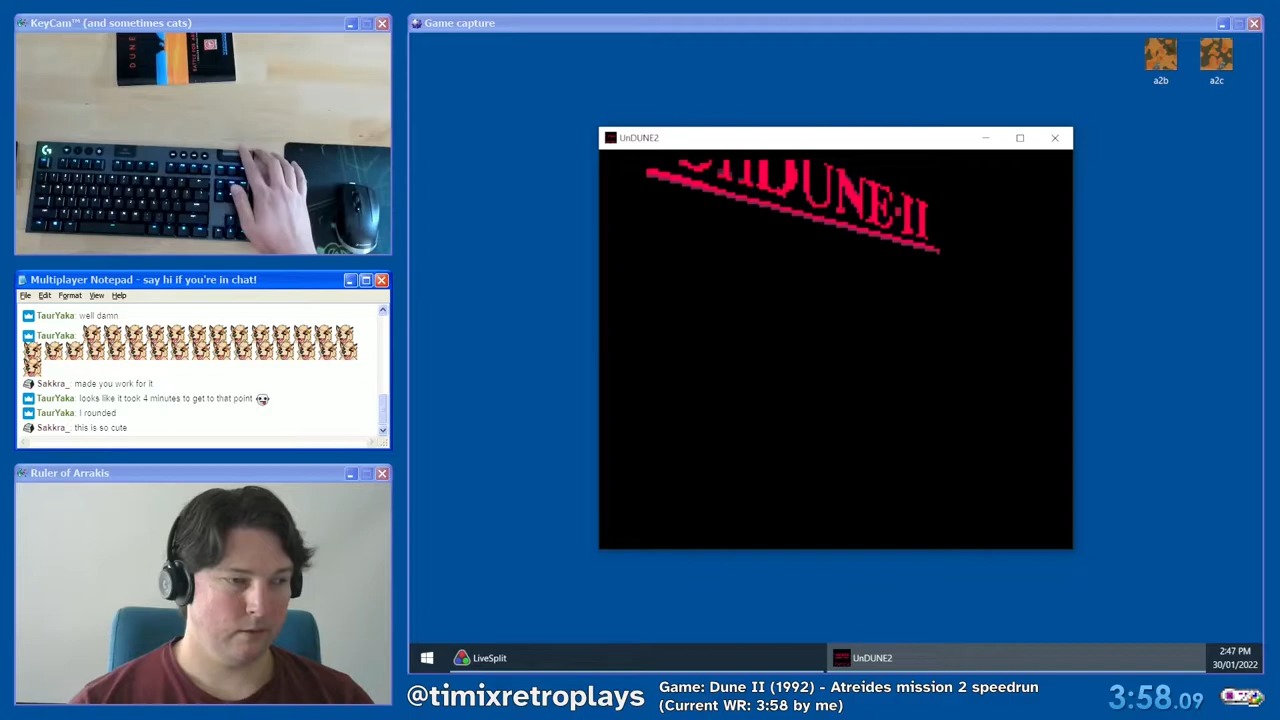 KeyCam™ (and sometimes cats)
DUNE
Multiplayer Notepad - say hi if you're in chat!
File Edit Format View Help
TaurYaka: well damn
TaurYaka:
Sakkra_: made you work for it
TaurYaka: looks like it took 4 minutes to get to that point
TaurYaka: I rounded
Sakkra_: this is so cute
Ruler of Arrakis
Game capture
a2b
a2c
UnDUNE2
UnDUNE·II
LiveSplit
UnDUNE2
2:47 PM
30/01/2022
@timixretroplays
Game: Dune II (1992) - Atreides mission 2 speedrun
(Current WR: 3:58 by me)
3:58.09